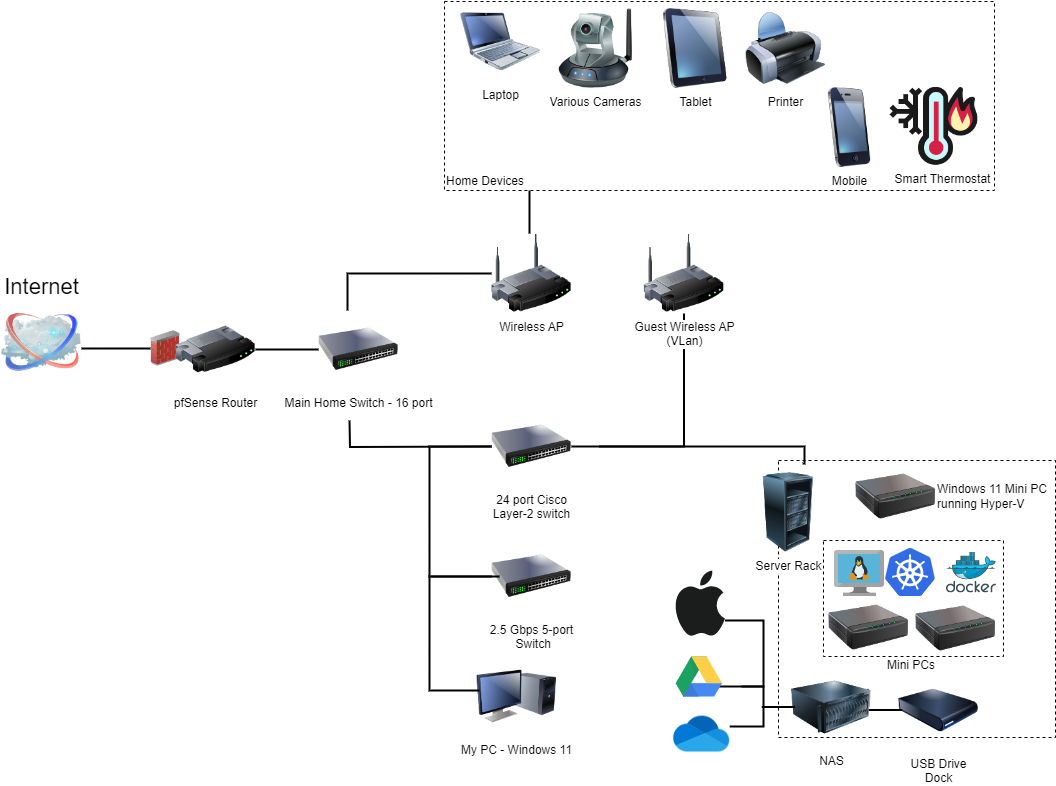 Laptop
Various Cameras
Tablet
Printer
Mobile
Smart Thermostat
Home Devices
Internet
Wireless AP
Guest Wireless AP
(VLan)
pfSense Router
Main Home Switch - 16 port
24 port Cisco
Layer-2 switch
Windows 11 Mini PC
running Hyper-V
Server Rack
docker
2.5 Gbps 5-port
Switch
Mini PCs
My PC - Windows 11
NAS
USB Drive
Dock